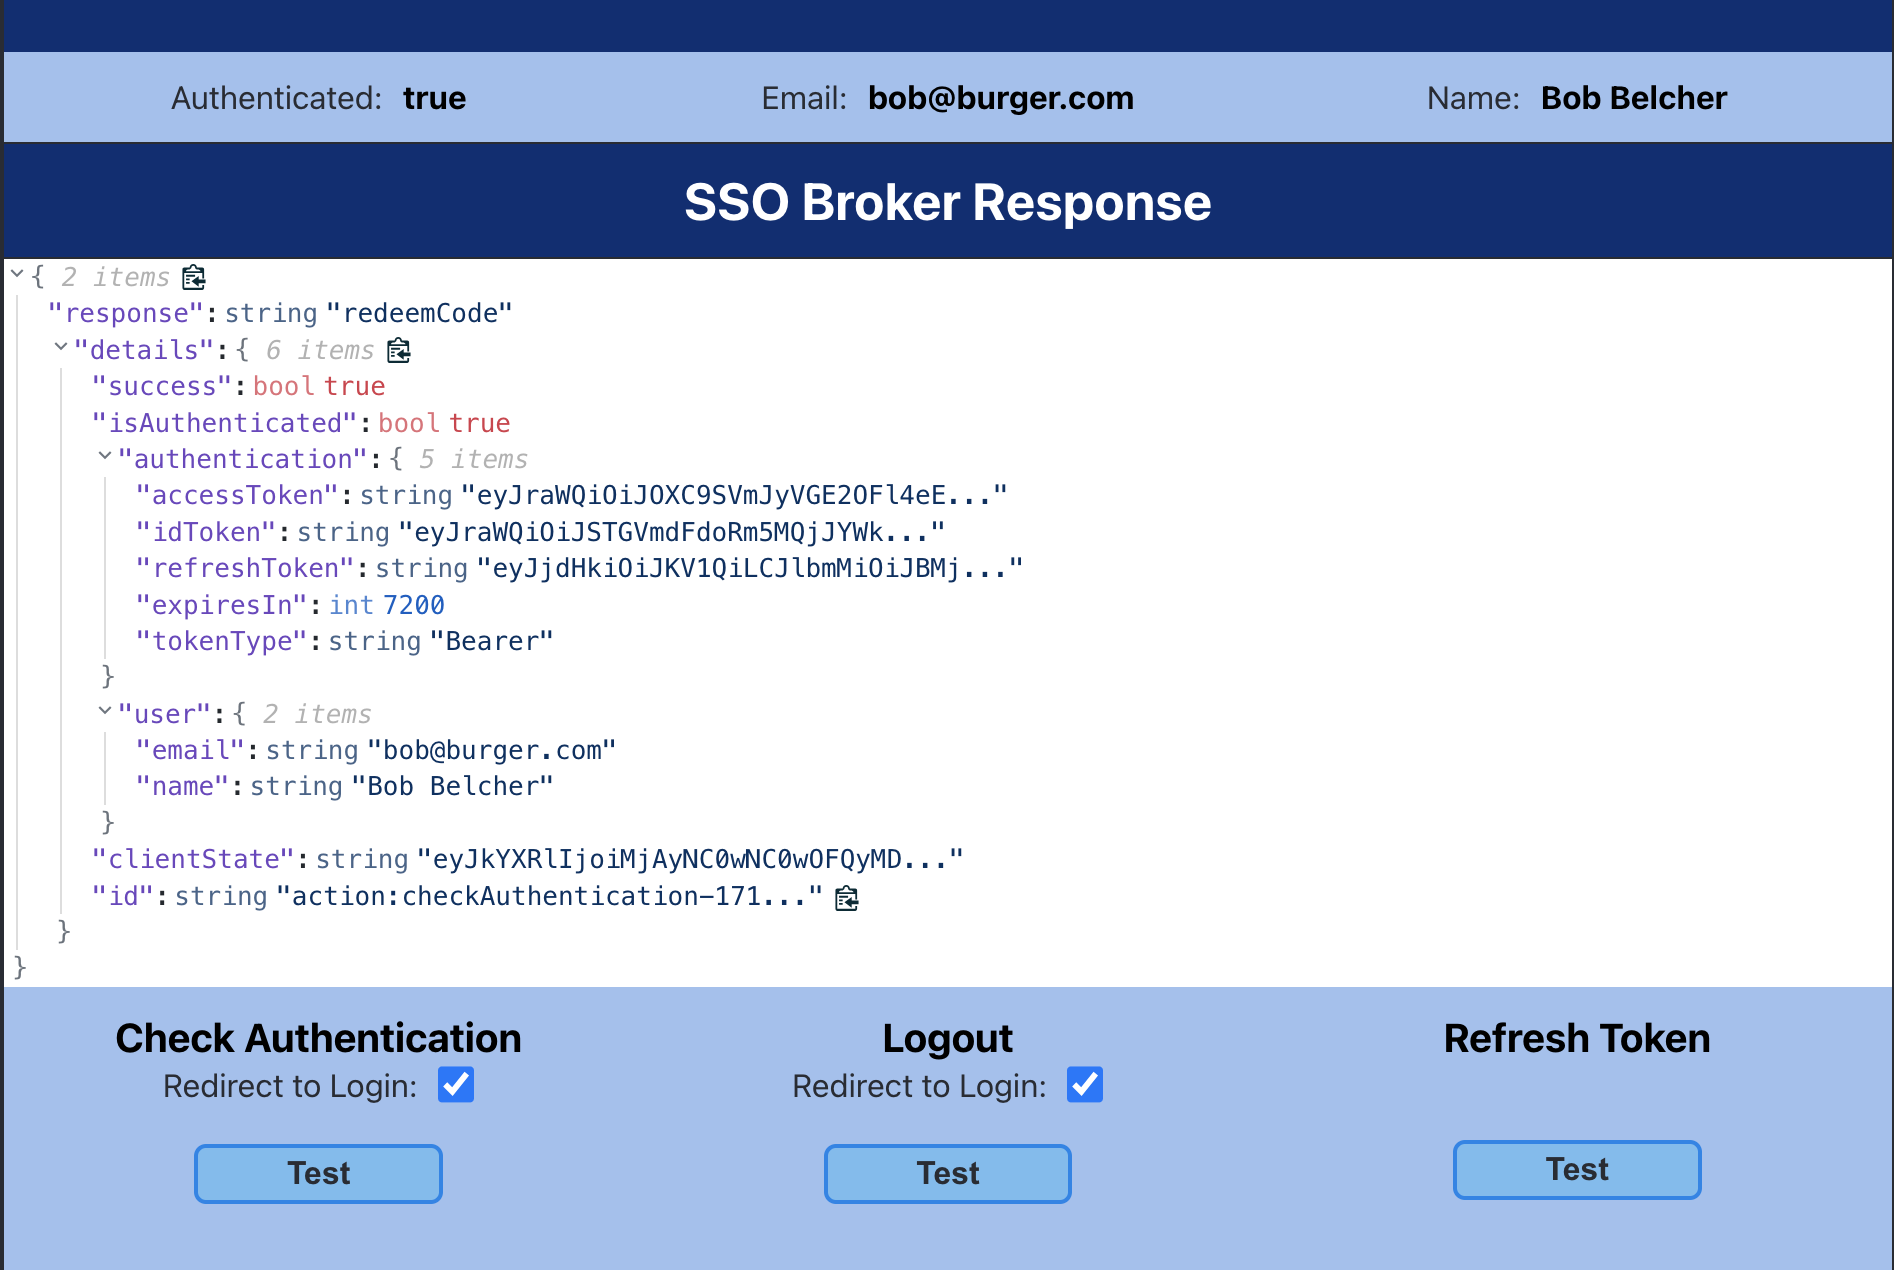 Authenticated: true Email: bob@burger.com Name: Bob Belcher
SSO Broker Response
{ 2 items
"response": string "redeemCode"
"details": { 6 items
"success": bool true
"isAuthenticated": bool true
"authentication": { 5 items
"accessToken": string "eyJraWQiOiJOXC9SVmJyVGE2OFl4eE..."
"idToken": string "eyJraWQiOiJSTGVmdFdoRm5MQjJYWk..."
"refreshToken": string "eyJjdHkiOiJKV1QiLCJlbmMiOiJBMj..."
"expiresIn": int 7200
"tokenType": string "Bearer"
}
"user": { 2 items
"email": string "bob@burger.com"
"name": string "Bob Belcher"
}
"clientState": string "eyJkYXRlIjoiMjAyNC0wNC0wOFQyMD..."
"id": string "action:checkAuthentication-171..."
}
}
Check Authentication Logout Refresh Token
Redirect to Login: Redirect to Login:
Test Test Test